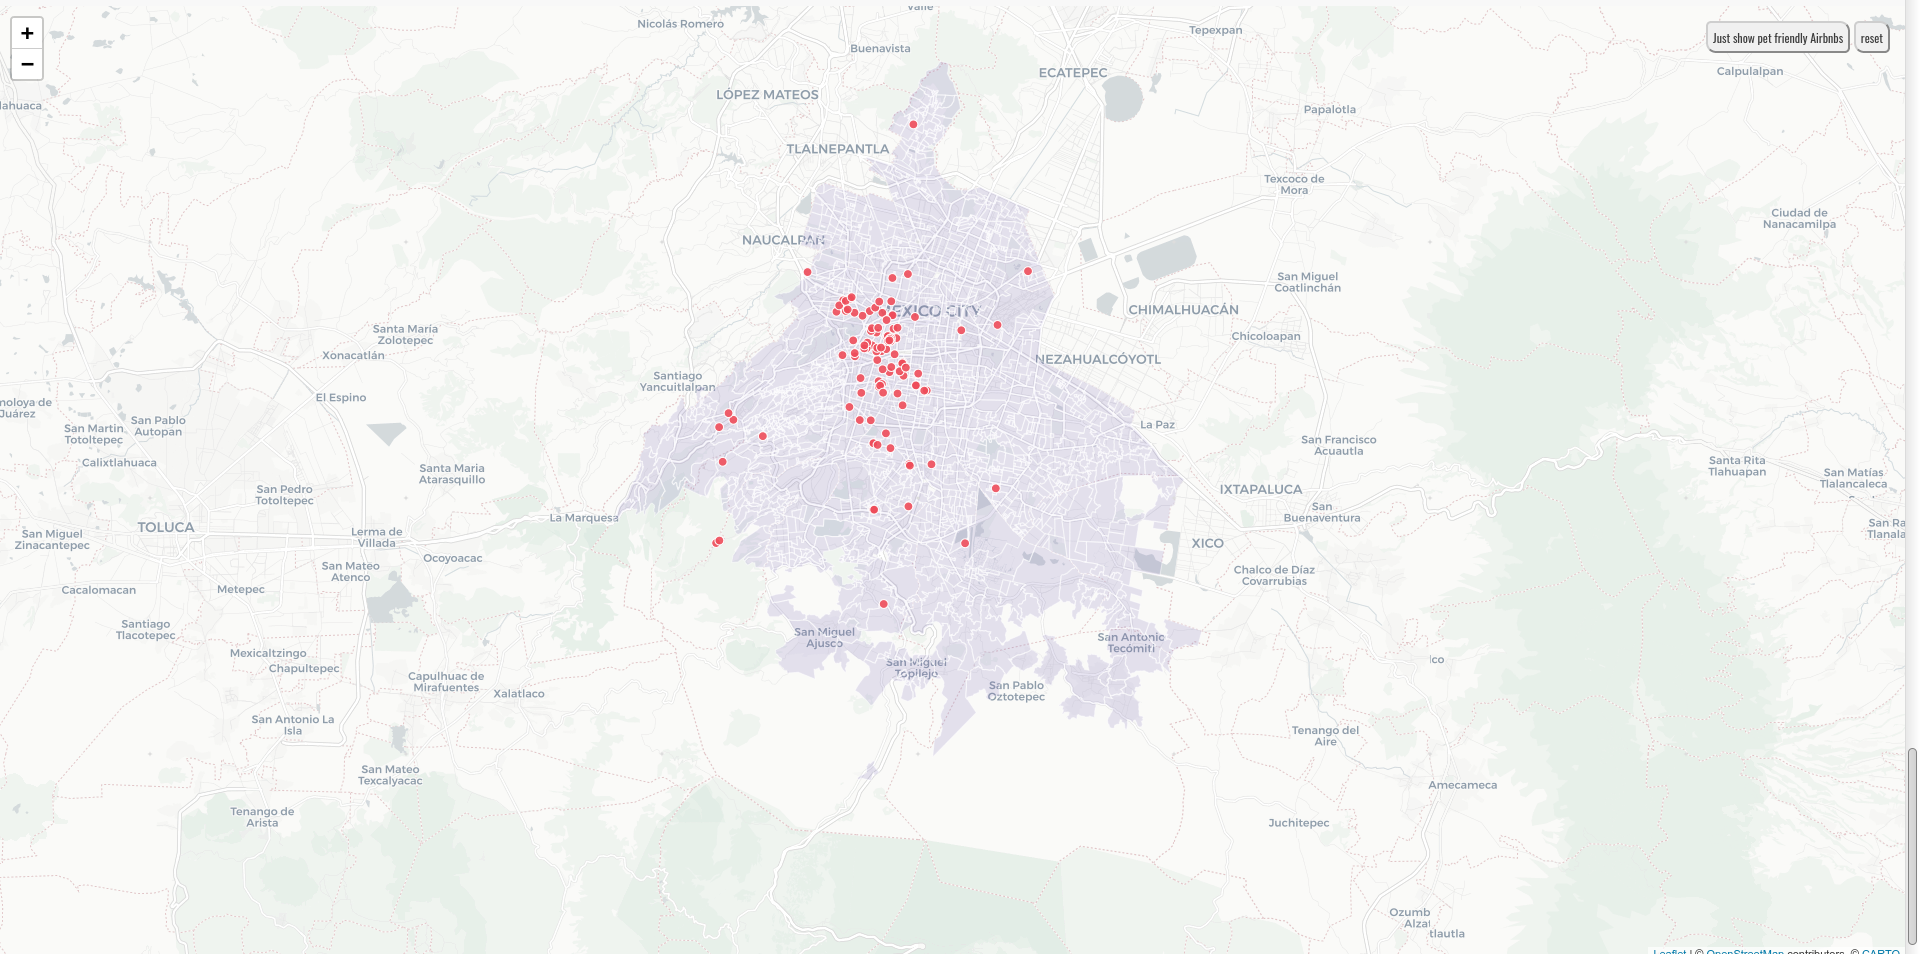 Valle
Nicolás Romero
Tepexpan
+
Just show pet friendly Airbnbs
reset
Buenavista
−
ECATEPEC
Calpulalpan
LÓPEZ MATEOS
lahuaca
Papalotla
TLALNEPANTLA
Texcoco de
Mora
Ciudad de
Nanacamilpa
NAUCALPAN
San Miguel
Coatlinchán
EXICO CITY
CHIMALHUACÁN
Santa María
Zolotepec
Chicoloapan
Xonacatlán
NEZAHUALCÓYOTL
Santiago
Yancuitlalpan
El Espino
moloya de
Juárez
San Pablo
Autopan
San Martin
Totoltepec
La Paz
San Francisco
Acuautla
Calixtlahuaca
Santa Maria
Atarasquillo
Santa Rita
Tlahuapan
San Matías
Tlalancaleca
San Pedro
Totoltepec
IXTAPALUCA
San
Buenaventura
La Marquesa
TOLUCA
San Ra
Tlanala
San Miguel
Zinacantepec
Lerma de
Villada
XICO
Ocoyoacac
San Mateo
Atenco
Chalco de Díaz
Covarrubias
Cacalomacan
Metepec
Santiago
Tlacotepec
San Miguel
Ajusco
San Antonio
Tecómitl
Mexicaltzingo
Chapultepec
San Miguel
Topilejo
ico
Capulhuac de
Mirafuentes
Xalatlaco
San Pablo
Oztotepec
San Antonio La
Isla
Tenango del
Aire
San Mateo
Texcalyacac
Amecameca
Tenango de
Arista
Juchitepec
Ozumb
Alzat
tlautla
Leaflet | © OpenStreetMap contributors, © CARTO